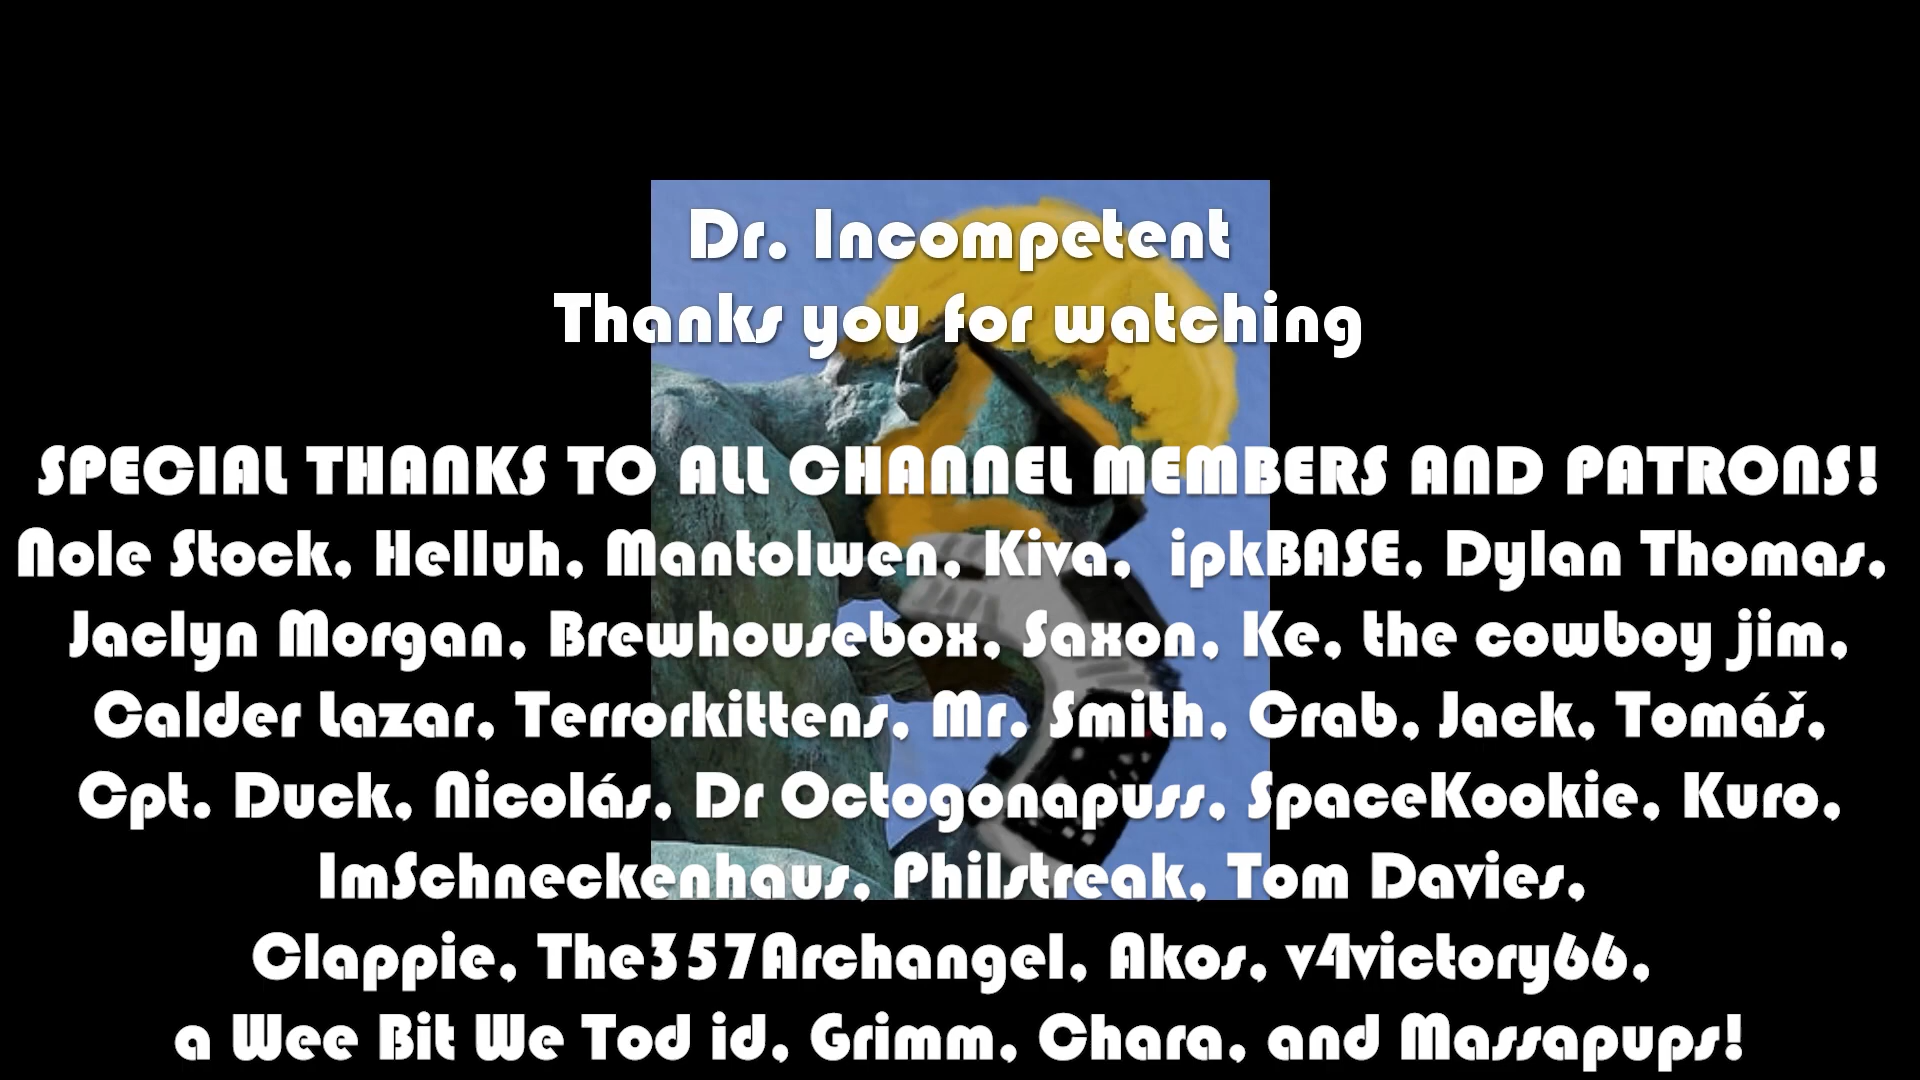 Dr. Incompetent
Thanks you for watching
SPECIAL THANKS TO ALL CHANNEL MEMBERS AND PATRONS!
Nole Stock, Helluh, Mantolwen, Kiva,  ipkBASE, Dylan Thomas,
Jaclyn Morgan, Brewhousebox, Saxon, Ke, the cowboy jim,
Calder Lazar, Terrorkittens, Mr. Smith, Crab, Jack, Tomáš,
Cpt. Duck, Nicolás, Dr Octogonapuss, SpaceKookie, Kuro,
ImSchneckenhaus, Philstreak, Tom Davies,
Clappie, The357Archangel, Akos, v4victory66,
a Wee Bit We Tod id, Grimm, Chara, and Massapups!